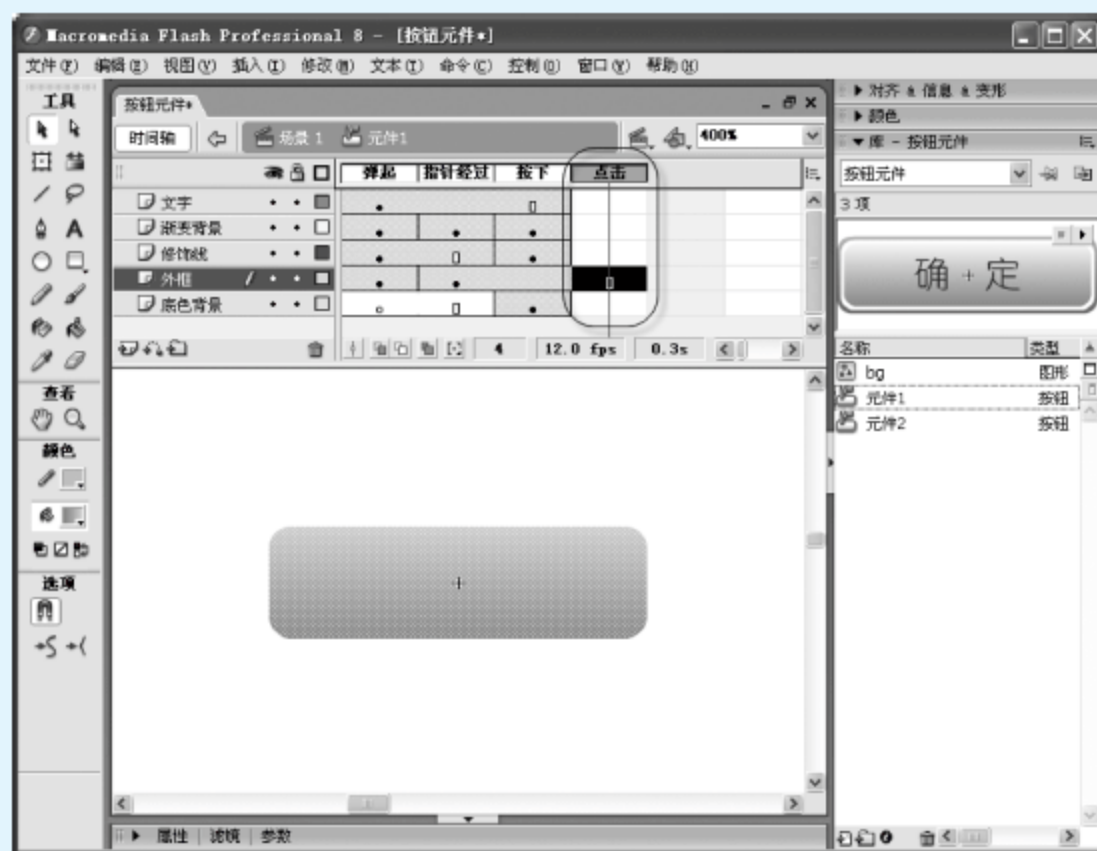 Macromedia Flash Professional 8 - [按钮元件*]
文件(F) 编辑(E) 视图(V) 插入(I) 修改(M) 文本(T) 命令(C) 控制(O) 窗口(W) 帮助(H)
工具
查看
颜色
选项
按钮元件*
时间轴 场景 1 元件1 400%
弹起 指针经过 按下 点击
文字
渐变背景
修饰线
外框
底色背景
4 12.0 fps 0.3s
属性 滤镜 参数
对齐 & 信息 & 变形
颜色
库 - 按钮元件
按钮元件
3 项
确定
名称 类型
bg 图形
元件1 按钮
元件2 按钮